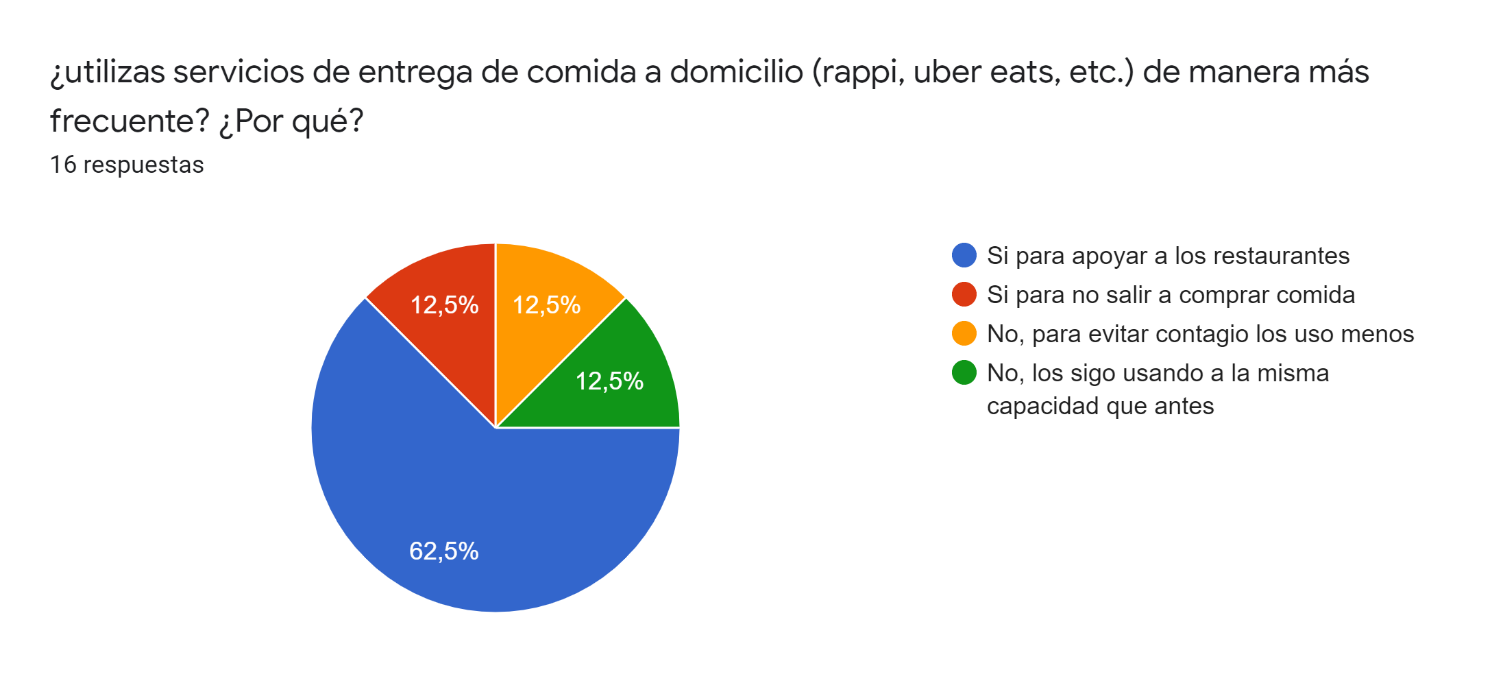 ¿utilizas servicios de entrega de comida a domicilio (rappi, uber eats, etc.) de manera más
frecuente? ¿Por qué?
16 respuestas
12,5%
12,5%
12,5%
62,5%
Si para apoyar a los restaurantes
Si para no salir a comprar comida
No, para evitar contagio los uso menos
No, los sigo usando a la misma
capacidad que antes